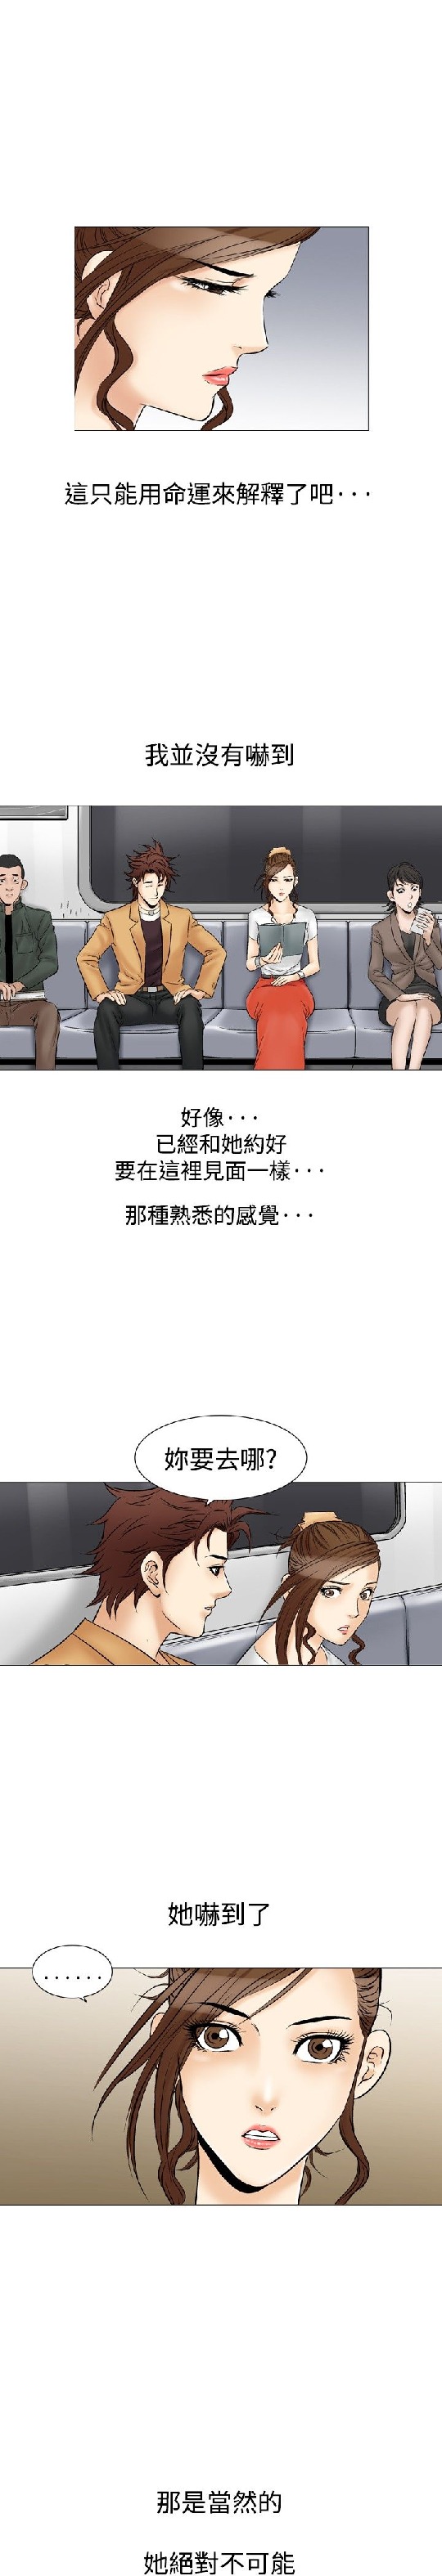 這只能用命運來解釋了吧···
我並沒有嚇到
好像···
已經和她約好
要在這裡見面一樣···
那種熟悉的感覺···
妳要去哪?
她嚇到了
······
那是當然的
她絕對不可能